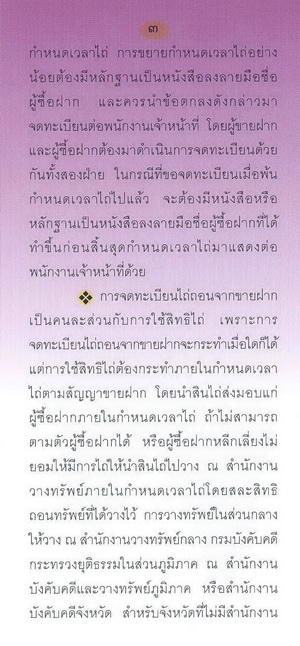 ๓
กำหนดเวลาไถ่ การขยายกำหนดเวลาไถ่อย่าง
น้อยต้องมีหลักฐานเป็นหนังสือลงลายมือชื่อ
ผู้ซื้อฝาก และควรนำข้อตกลงดังกล่าวมา
จดทะเบียนต่อพนักงานเจ้าหน้าที่ โดยผู้ขายฝาก
และผู้ซื้อฝากต้องมาดำเนินการจดทะเบียนด้วย
กันทั้งสองฝ่าย ในกรณีที่ขอจดทะเบียนเมื่อพ้น
กำหนดเวลาไถ่ไปแล้ว จะต้องมีหนังสือหรือ
หลักฐานเป็นหนังสือลงลายมือชื่อผู้ซื้อฝากที่ได้
ทำขึ้นก่อนสิ้นสุดกำหนดเวลาไถ่มาแสดงต่อ
พนักงานเจ้าหน้าที่ด้วย
❖ การจดทะเบียนไถ่ถอนจากขายฝาก
เป็นคนละส่วนกับการใช้สิทธิไถ่ เพราะการ
จดทะเบียนไถ่ถอนจากขายฝากจะกระทำเมื่อใดก็ได้
แต่การใช้สิทธิไถ่ต้องกระทำภายในกำหนดเวลา
ไถ่ตามสัญญาขายฝาก โดยนำสินไถ่ส่งมอบแก่
ผู้ซื้อฝากภายในกำหนดเวลาไถ่ ถ้าไม่สามารถ
ตามตัวผู้ซื้อฝากได้ หรือผู้ซื้อฝากหลีกเลี่ยงไม่
ยอมให้มีการไถ่ให้นำสินไถ่ไปวาง ณ สำนักงาน
วางทรัพย์ภายในกำหนดเวลาไถ่โดยสละสิทธิ
ถอนทรัพย์ที่ได้วางไว้ การวางทรัพย์ในส่วนกลาง
ให้วาง ณ สำนักงานวางทรัพย์กลาง กรมบังคับคดี
กระทรวงยุติธรรมในส่วนภูมิภาค ณ สำนักงาน
บังคับคดีและวางทรัพย์ภูมิภาค หรือสำนักงาน
บังคับคดีจังหวัด สำหรับจังหวัดที่ไม่มีสำนักงาน